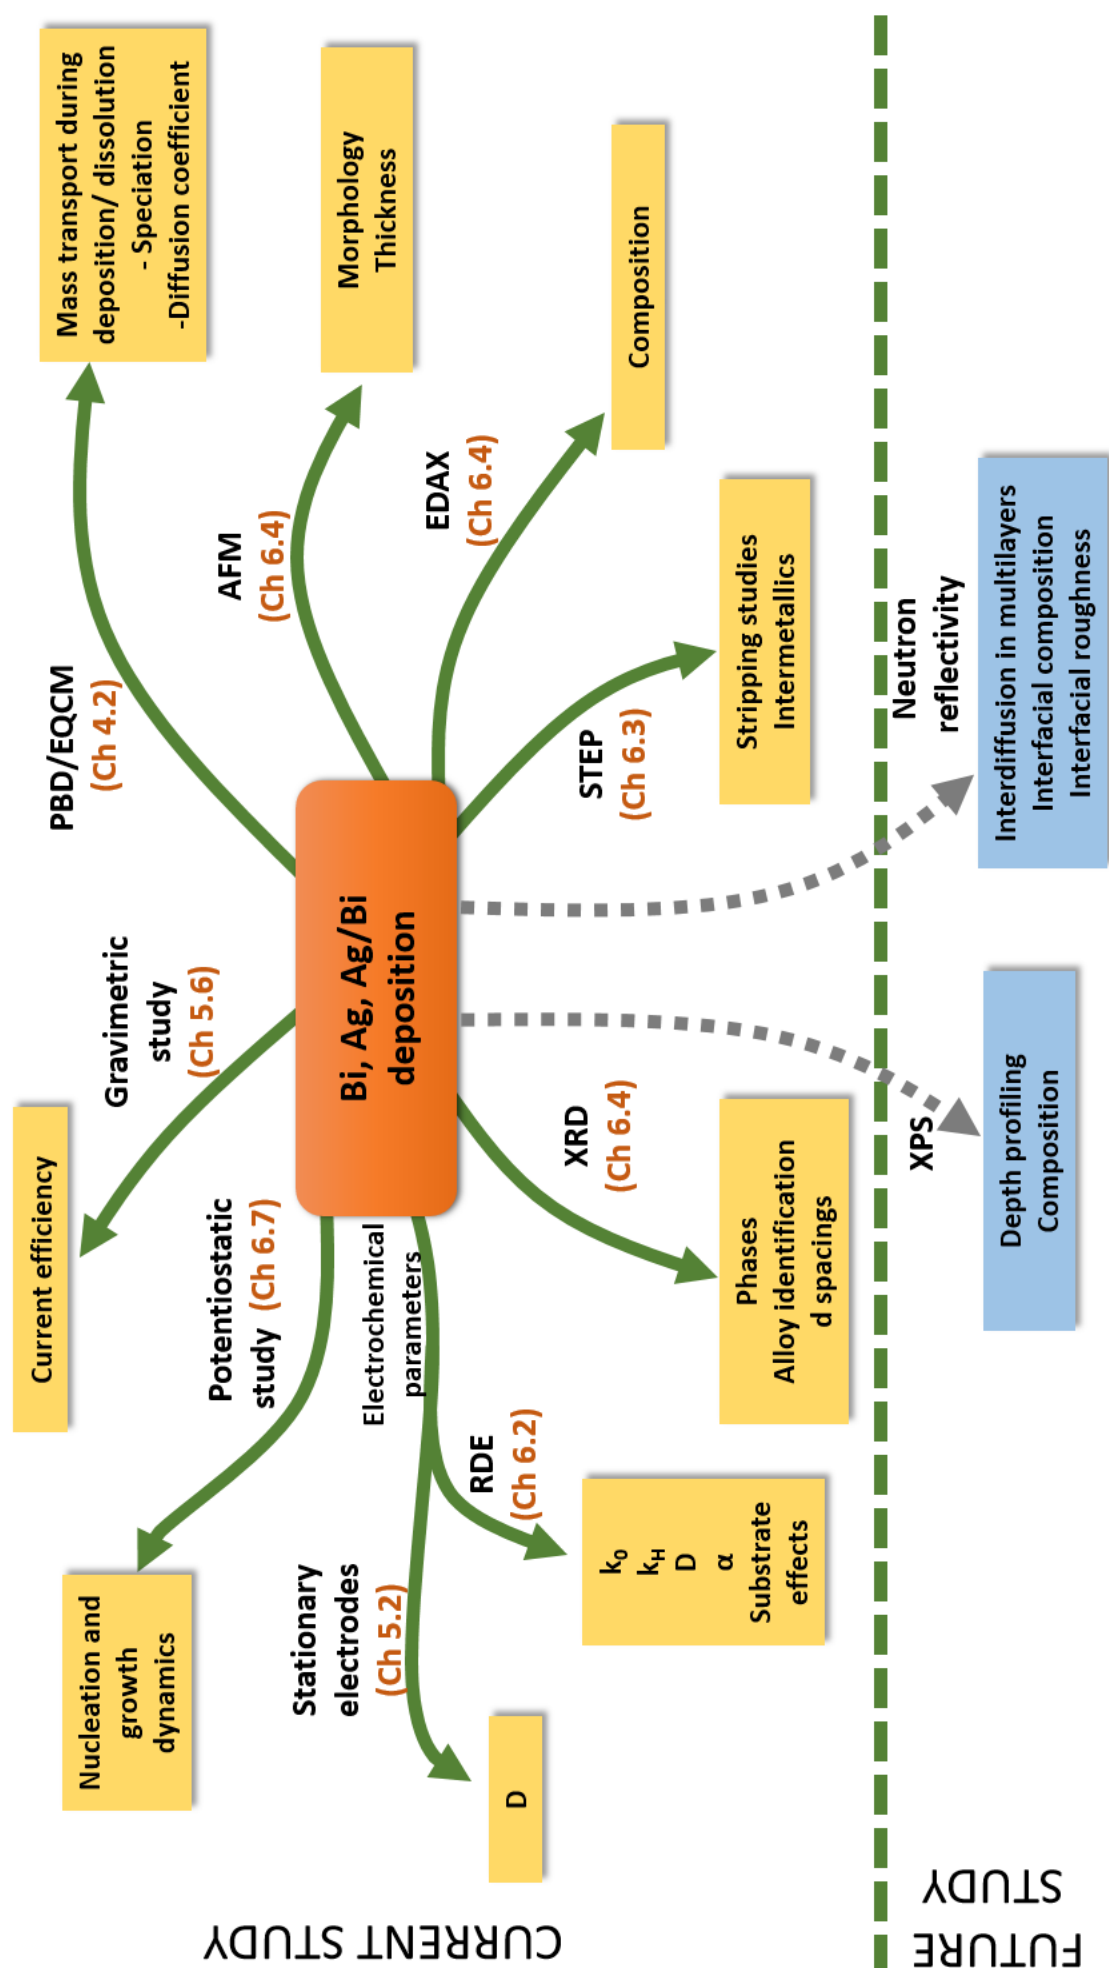 Current efficiency
Nucleation and
growth
dynamics
Potentiostatic
study (Ch 6.7)
Gravimetric
study
(Ch 5.6)
PBD/EQCM
(Ch 4.2)
Mass transport during
deposition/ dissolution
- Speciation
-Diffusion coefficient
AFM
(Ch 6.4)
Morphology
Thickness
Bi, Ag, Ag/Bi
deposition
Electrochemical
parameters
Stationary
electrodes
(Ch 5.2)
D
RDE
(Ch 6.2)
k₀
k_H
D
α
Substrate
effects
XRD
(Ch 6.4)
Phases
Alloy identification
d spacings
STEP
(Ch 6.3)
Stripping studies
Intermetallics
EDAX
(Ch 6.4)
Composition
CURRENT STUDY
FUTURE
STUDY
XPS
Depth profiling
Composition
Neutron
reflectivity
Interdiffusion in multilayers
Interfacial composition
Interfacial roughness